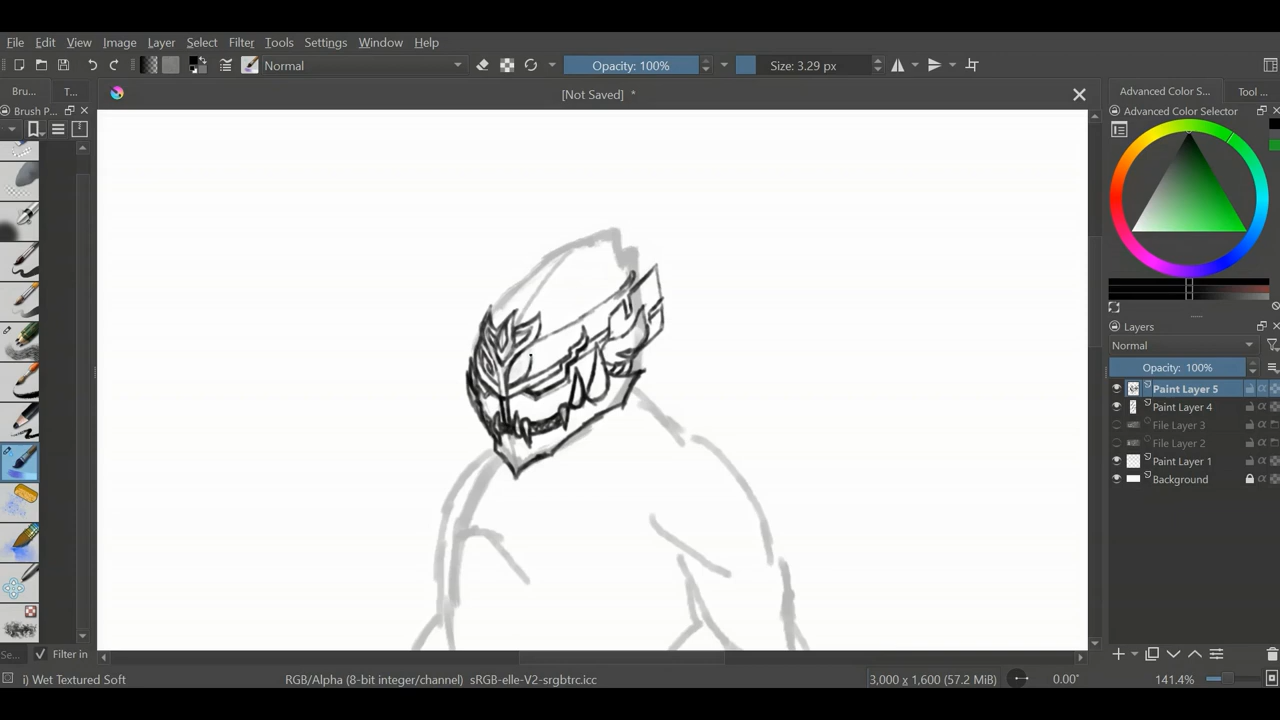 File Edit View Image Layer Select Filter Tools Settings Window Help
Normal Opacity: 100% Size: 3.29 px
Bru... T... [Not Saved] * Advanced Color S... Tool ...
Brush P... Advanced Color Selector
Layers
Normal
Opacity: 100%
Paint Layer 5
Paint Layer 4
File Layer 3
File Layer 2
Paint Layer 1
Background
Se... Filter in
i) Wet Textured Soft RGB/Alpha (8-bit integer/channel) sRGB-elle-V2-srgbtrc.icc 3,000 x 1,600 (57.2 MiB) 0.00° 141.4%